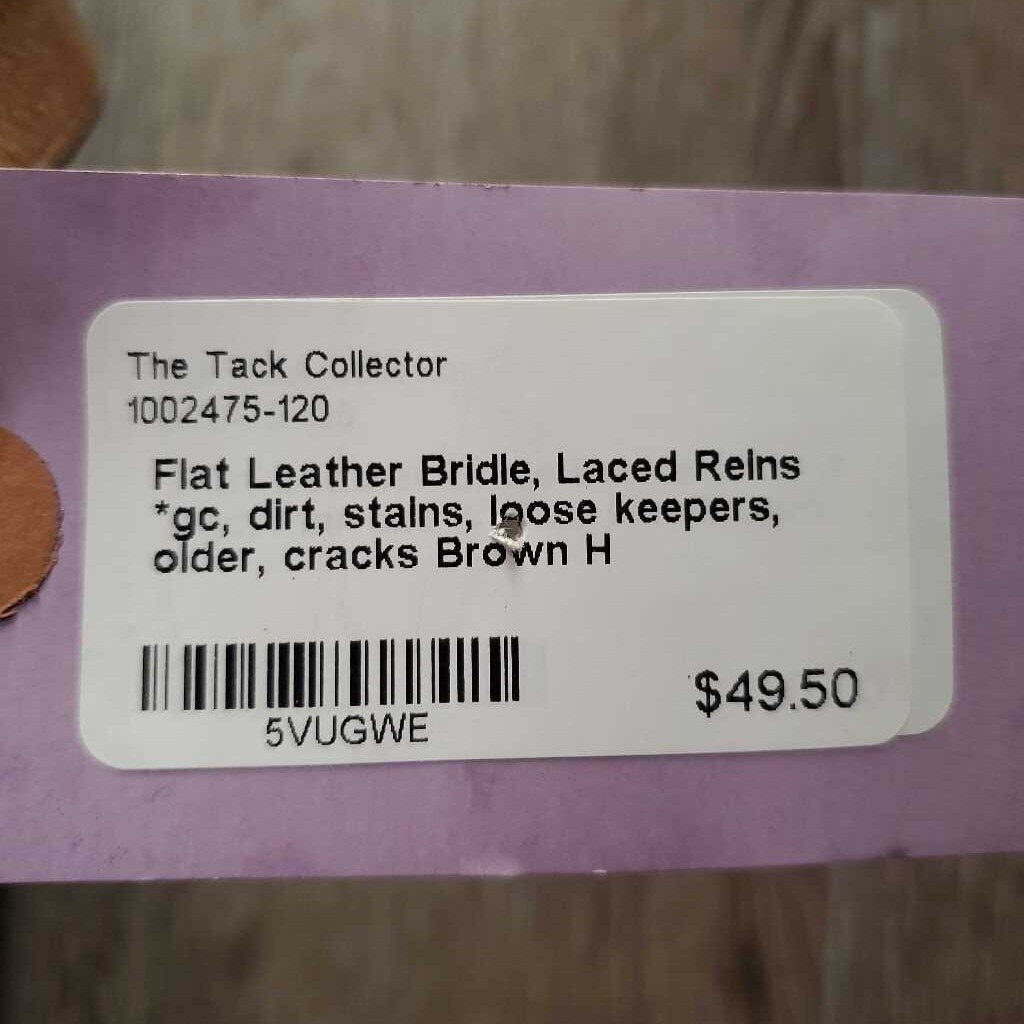 The Tack Collector
1002475-120
Flat Leather Bridle, Laced Reins
*gc, dirt, stains, loose keepers,
older, cracks Brown H
5VUGWE
$49.50